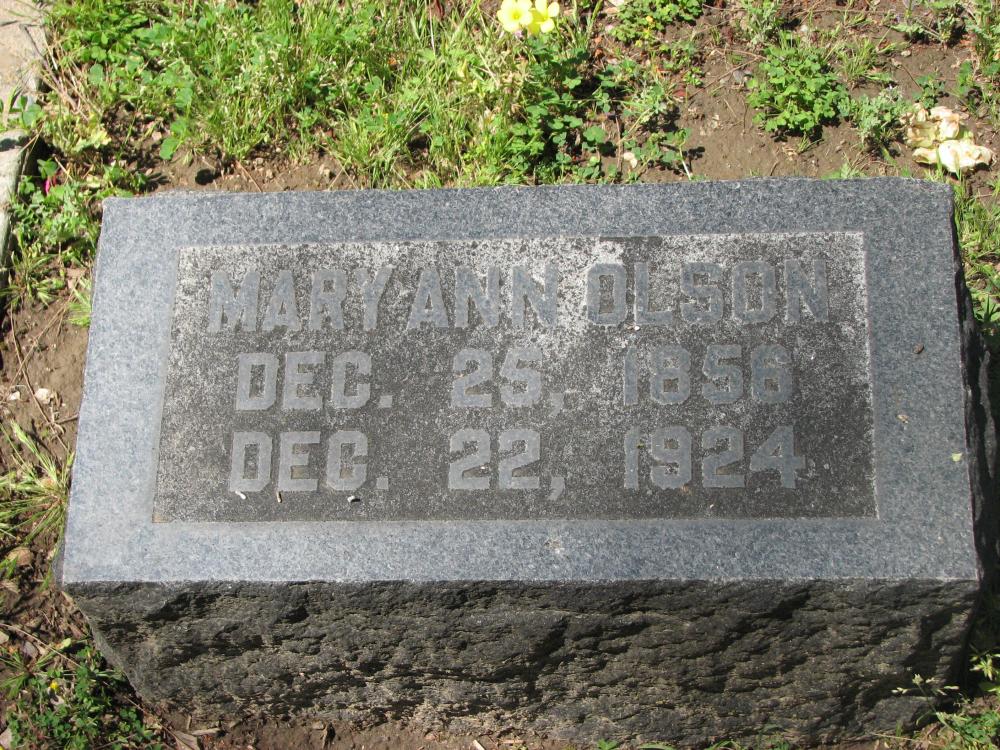 MARY ANN OLSON
DEC. 25, 1856
DEC. 22, 1924